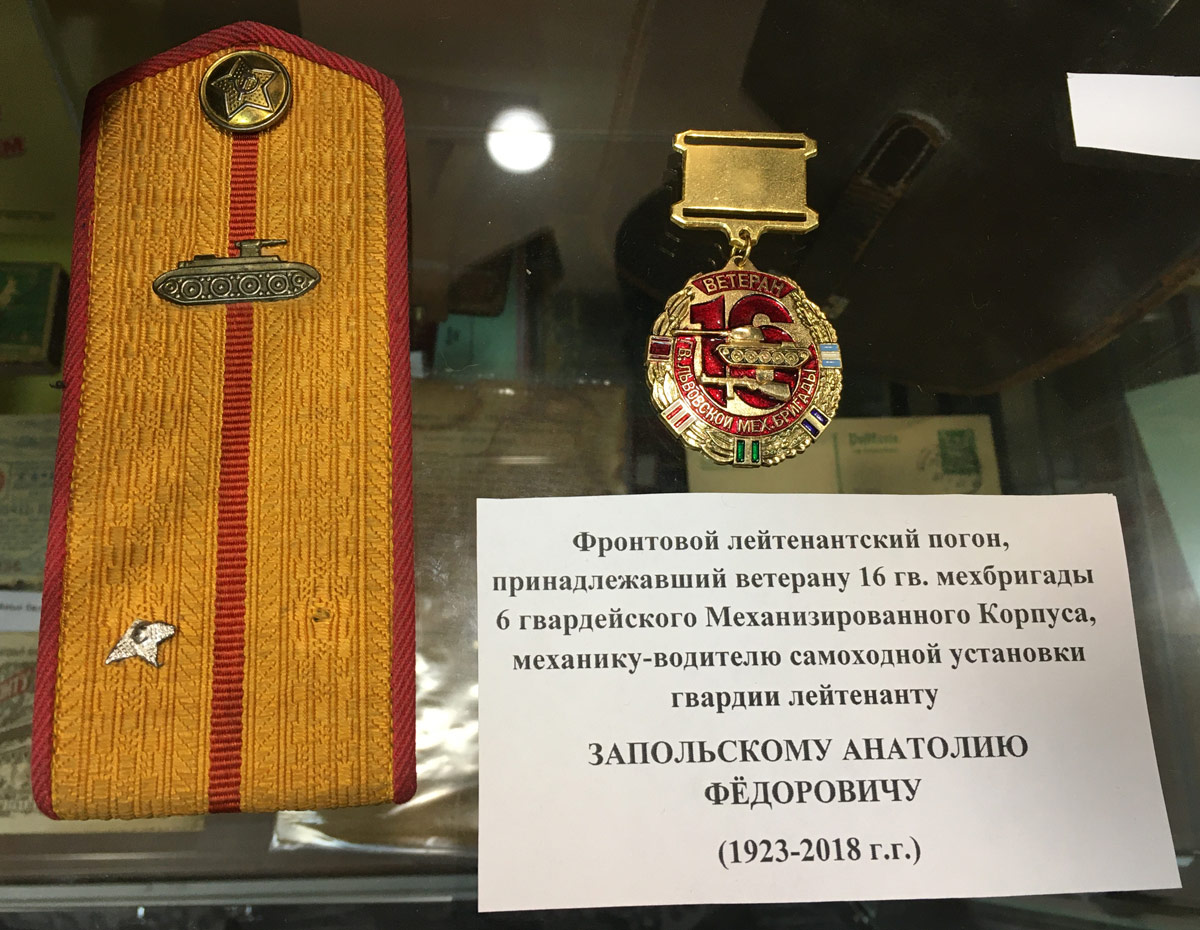 ВЕТЕРАН
16
ГВ. ЛЬВОВСКОЙ МЕХ. БРИГАДЫ
Фронтовой лейтенантский погон,
принадлежавший ветерану 16 гв. мехбригады
6 гвардейского Механизированного Корпуса,
механику-водителю самоходной установки
гвардии лейтенанту
ЗАПОЛЬСКОМУ АНАТОЛИЮ
ФЁДОРОВИЧУ
(1923-2018 г.г.)